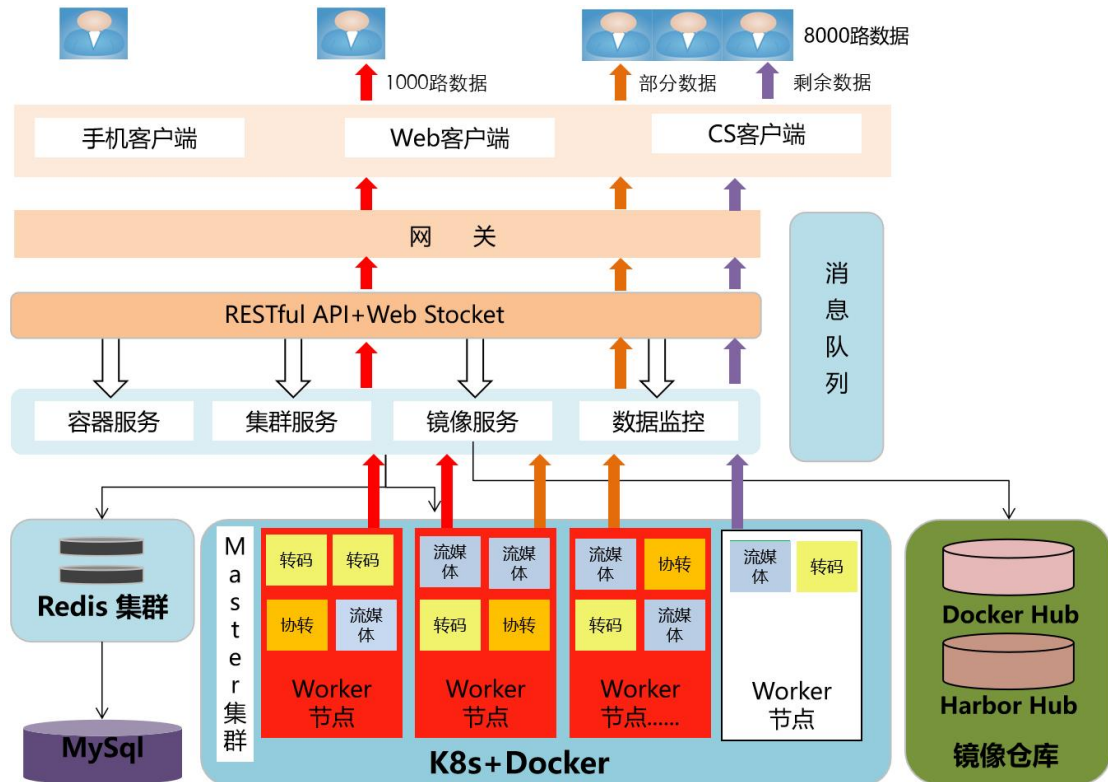 8000路数据
1000路数据
部分数据
剩余数据
手机客户端
Web客户端
CS客户端
网 关
消息队列
RESTful API+Web Stocket
容器服务
集群服务
镜像服务
数据监控
Redis 集群
MySql
Master集群
转码
转码
协转
流媒体
Worker
节点
流媒体
流媒体
转码
协转
Worker
节点
流媒体
协转
转码
流媒体
Worker
节点......
流媒体
转码
Worker
节点
K8s+Docker
Docker Hub
Harbor Hub
镜像仓库